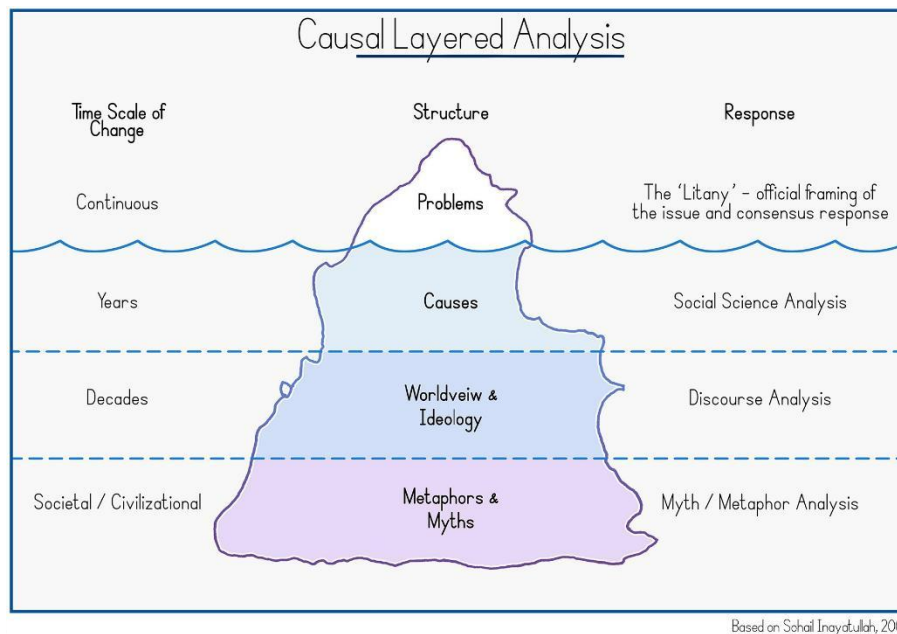 Causal Layered Analysis
Time Scale of
Change
Structure
Response
Continuous
Problems
The ‘Litany’ - official framing of
the issue and consensus response
Years
Causes
Social Science Analysis
Decades
Worldveiw &
Ideology
Discourse Analysis
Societal / Civilizational
Metaphors &
Myths
Myth / Metaphor Analysis
Based on Sohail Inayatullah,